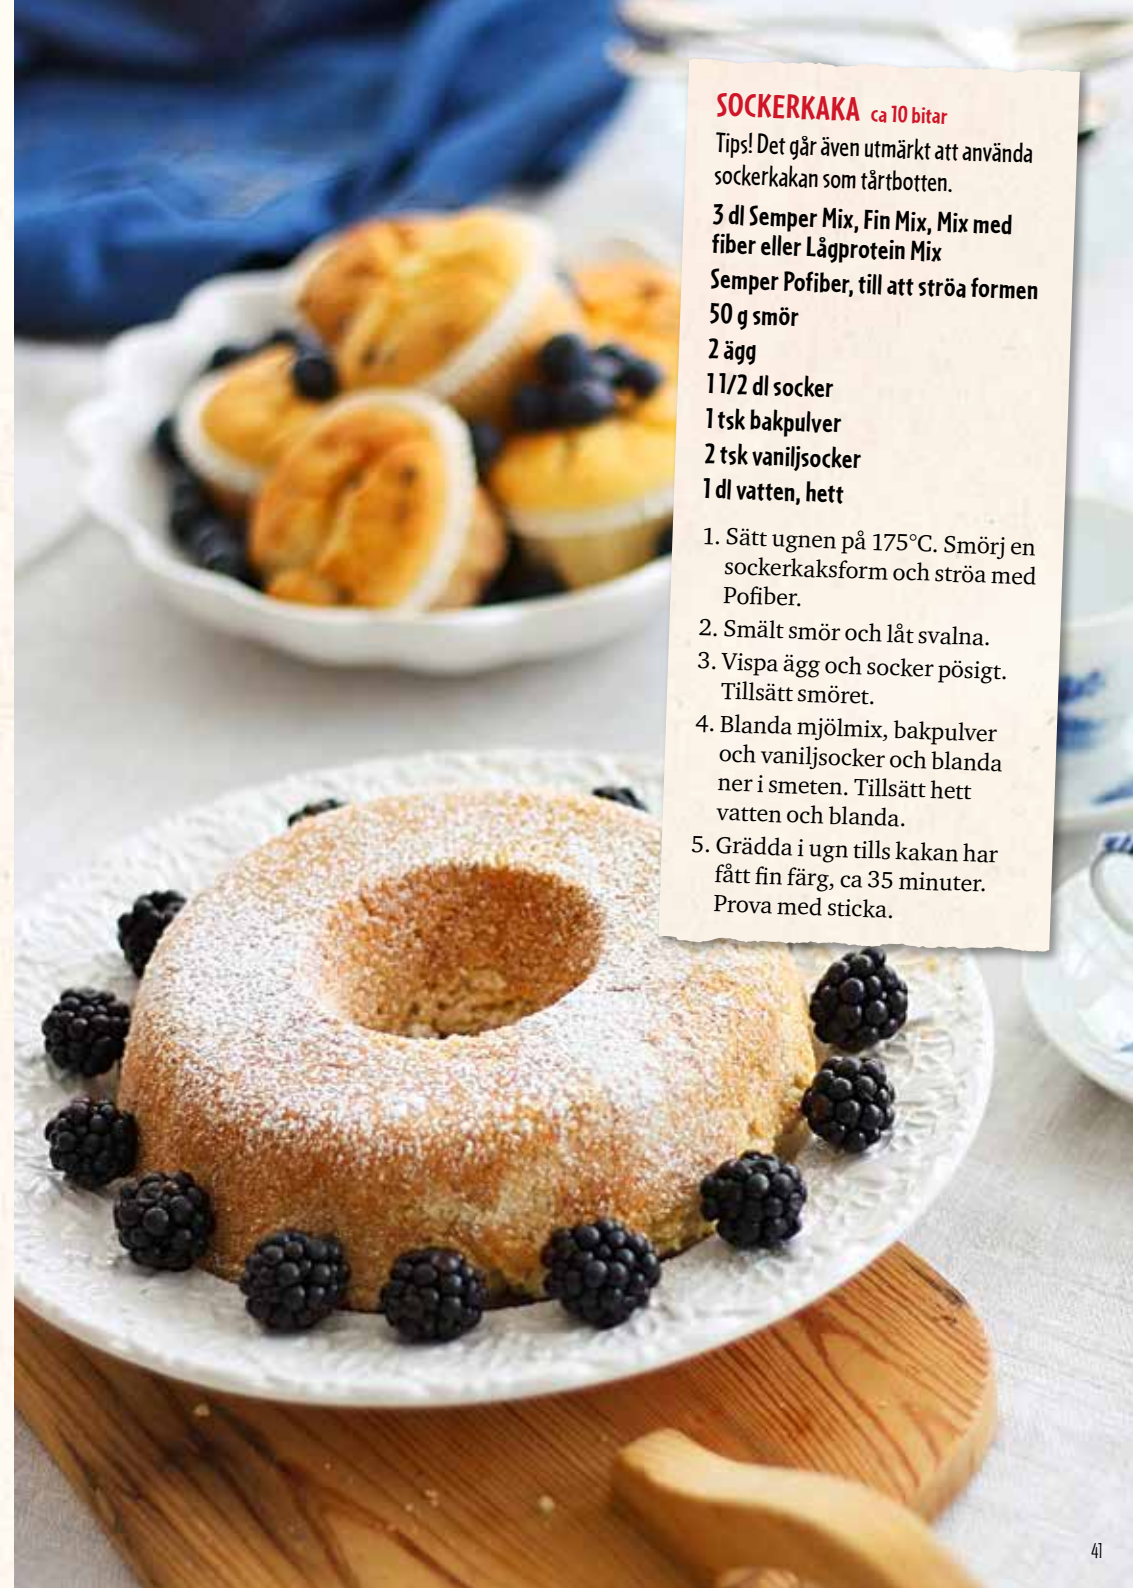 SOCKERKAKA ca 10 bitar
Tips! Det går även utmärkt att använda
sockerkakan som tårtbotten.
3 dl Semper Mix, Fin Mix, Mix med
fiber eller Lågprotein Mix
Semper Pofiber, till att ströa formen
50 g smör
2 ägg
1 1/2 dl socker
1 tsk bakpulver
2 tsk vaniljsocker
1 dl vatten, hett
1. Sätt ugnen på 175°C. Smörj en
sockerkaksform och ströa med
Pofiber.
2. Smält smör och låt svalna.
3. Vispa ägg och socker pösigt.
Tillsätt smöret.
4. Blanda mjölmix, bakpulver
och vaniljsocker och blanda
ner i smeten. Tillsätt hett
vatten och blanda.
5. Grädda i ugn tills kakan har
fått fin färg, ca 35 minuter.
Prova med sticka.
41